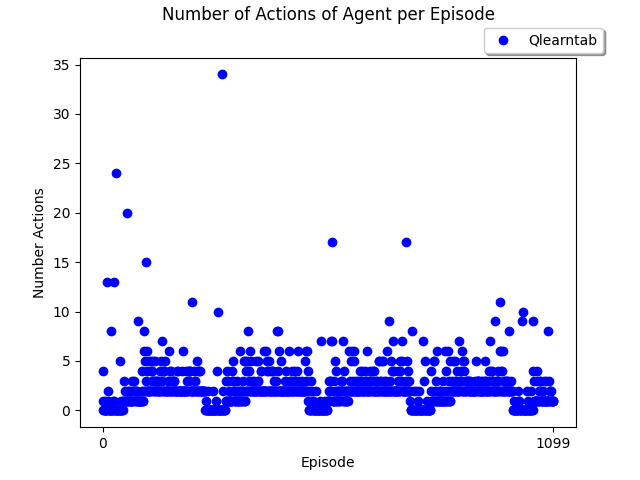 Number of Actions of Agent per Episode
Qlearntab
35
30
25
20
15
10
5
0
Number Actions
0 1099
Episode